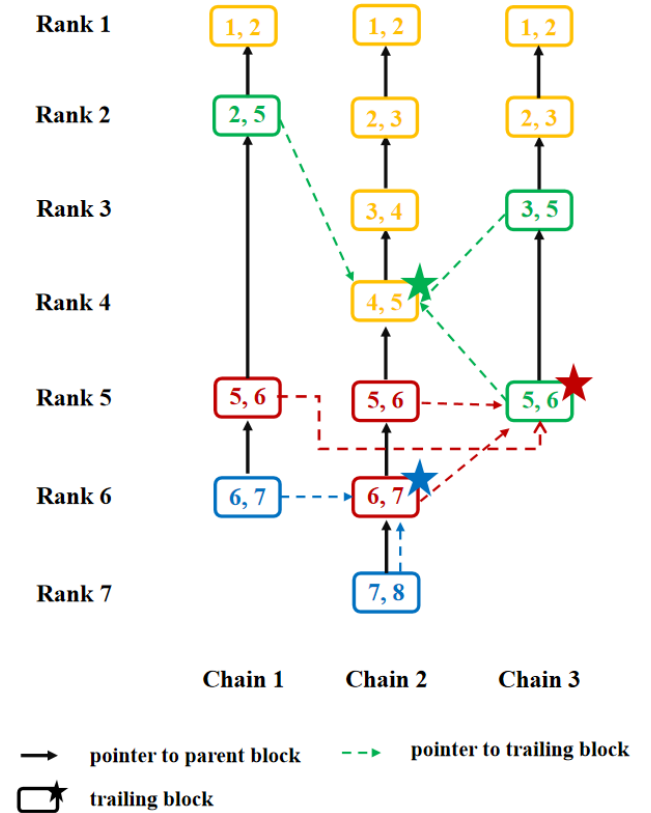 Rank 1 1, 2 1, 2 1, 2
Rank 2 2, 5 2, 3 2, 3
Rank 3 3, 4 3, 5
Rank 4 4, 5
Rank 5 5, 6 5, 6 5, 6
Rank 6 6, 7 6, 7
Rank 7 7, 8
Chain 1 Chain 2 Chain 3
pointer to parent block pointer to trailing block
trailing block